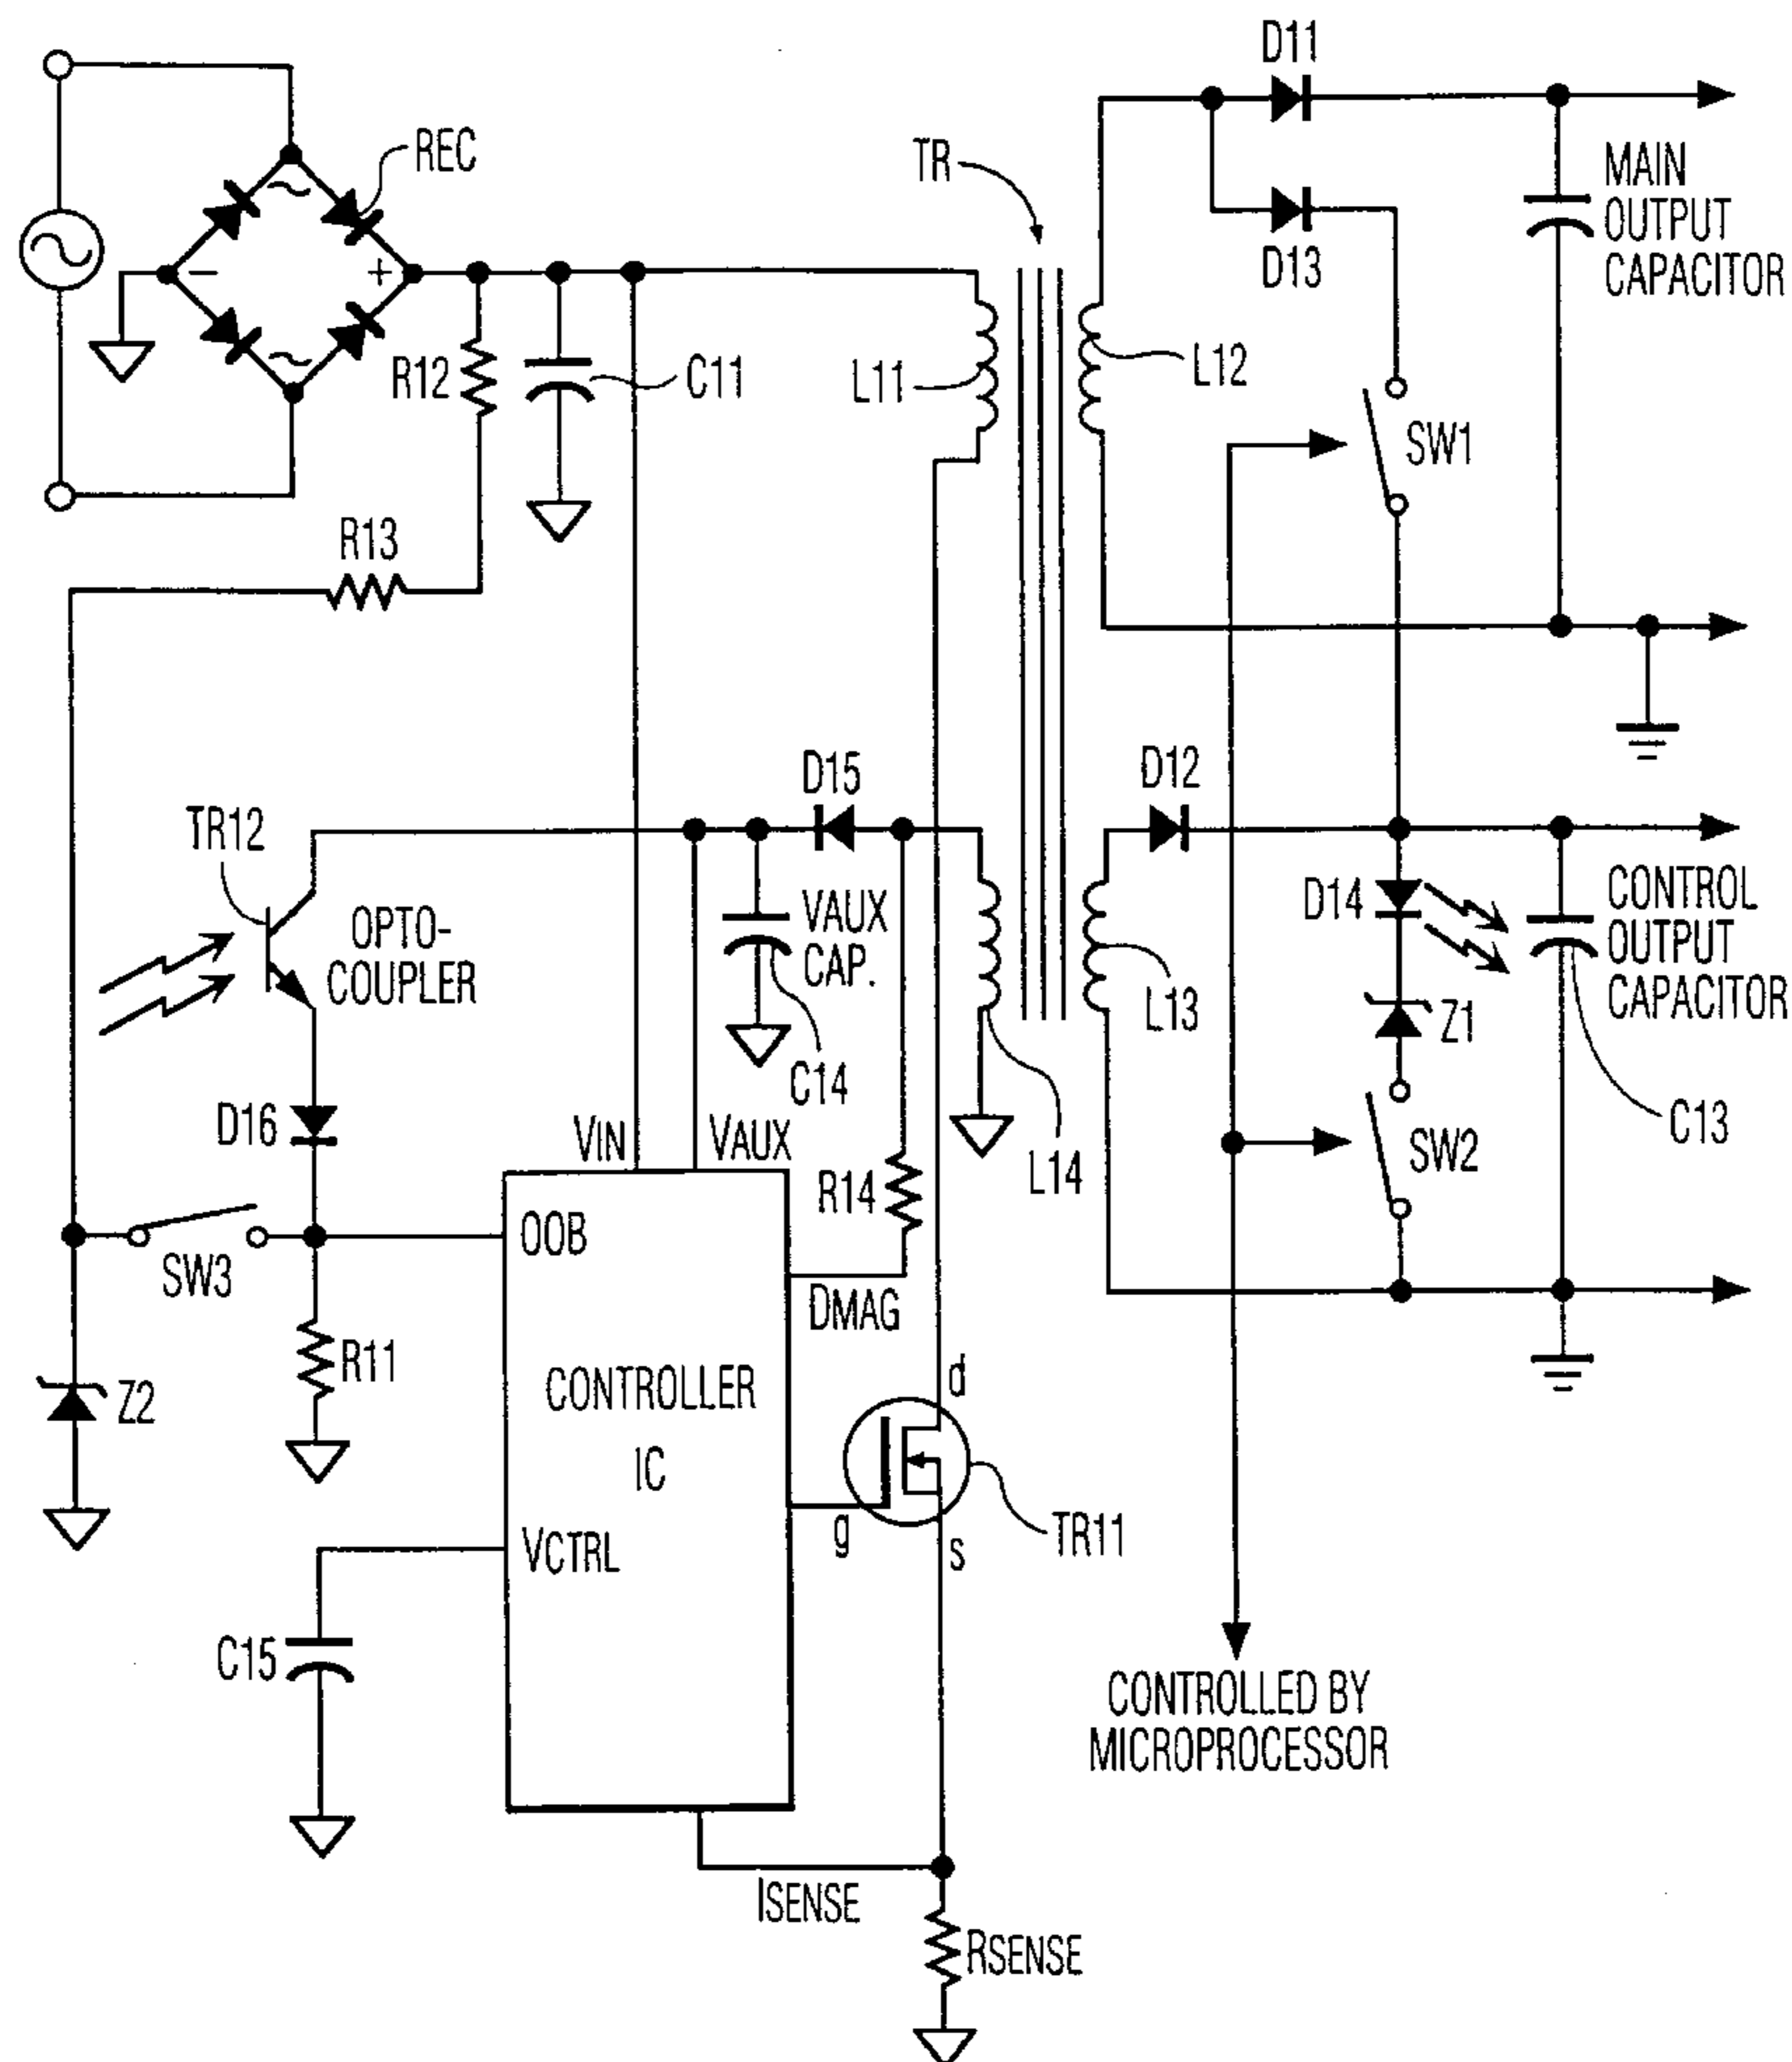 D11
REC
TR
MAIN
OUTPUT
CAPACITOR
D13
~
−
+
~
R12
C11
L11
L12
SW1
R13
D15
D12
TR12
OPTO-
COUPLER
VAUX
CAP.
D14
CONTROL
OUTPUT
CAPACITOR
L13
Z1
C14
D16
VIN
VAUX
C13
R14
L14
SW2
OOB
SW3
DMAG
R11
d
CONTROLLER
IC
Z2
g
s
TR11
VCTRL
C15
CONTROLLED BY
MICROPROCESSOR
ISENSE
RSENSE